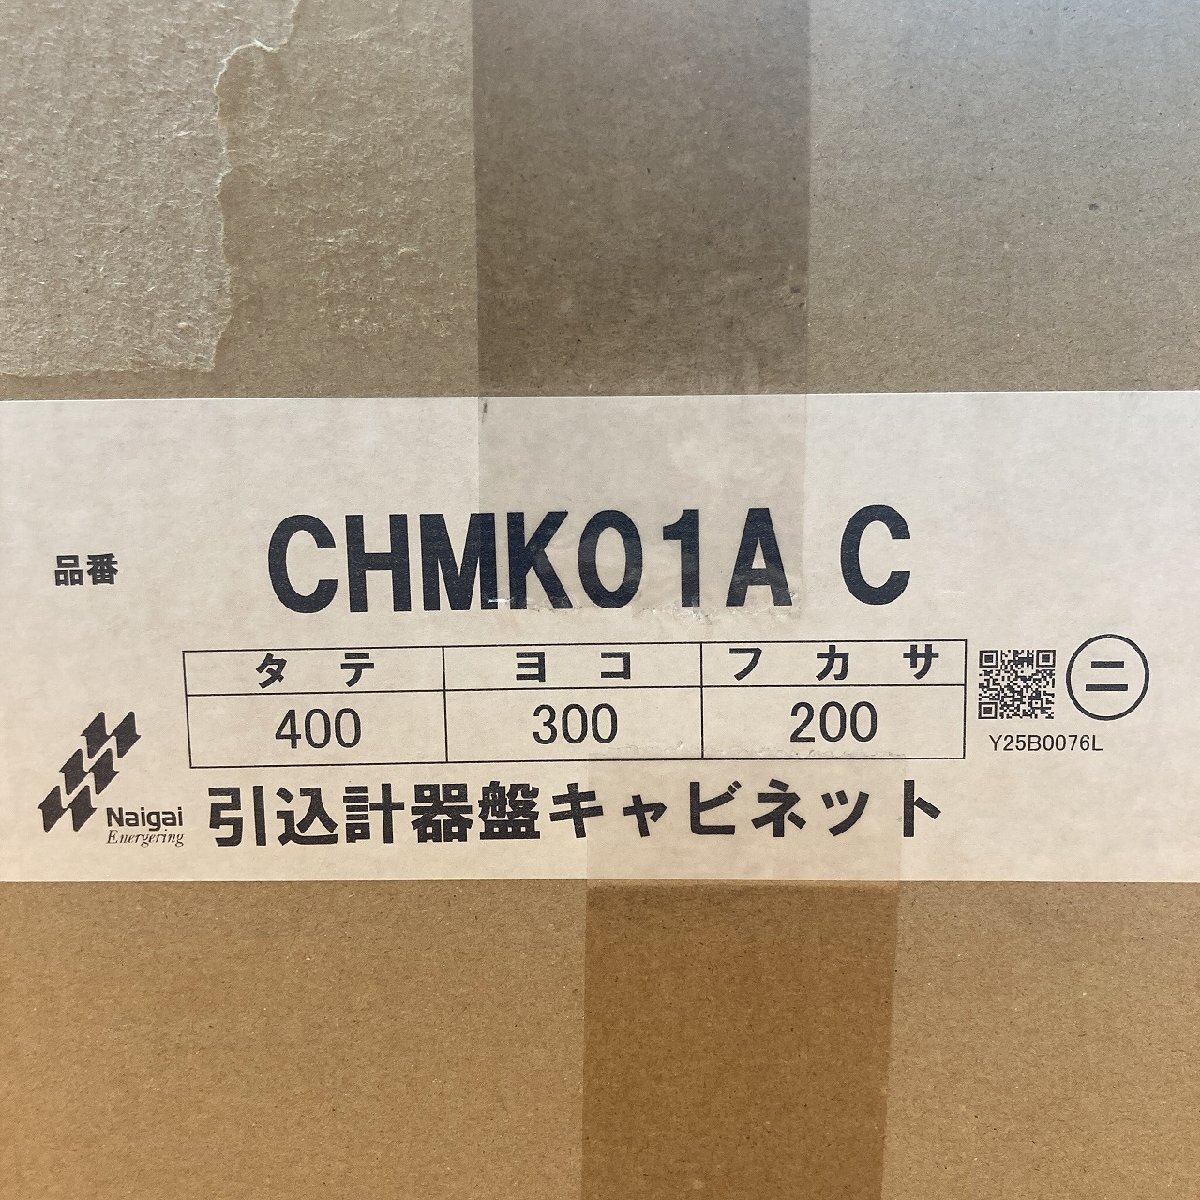 品番 CHMK01A C
タテ ヨコ フカサ
400 300 200
ニ
Y25B0076L
Naigai
Energering
引込計器盤キャビネット